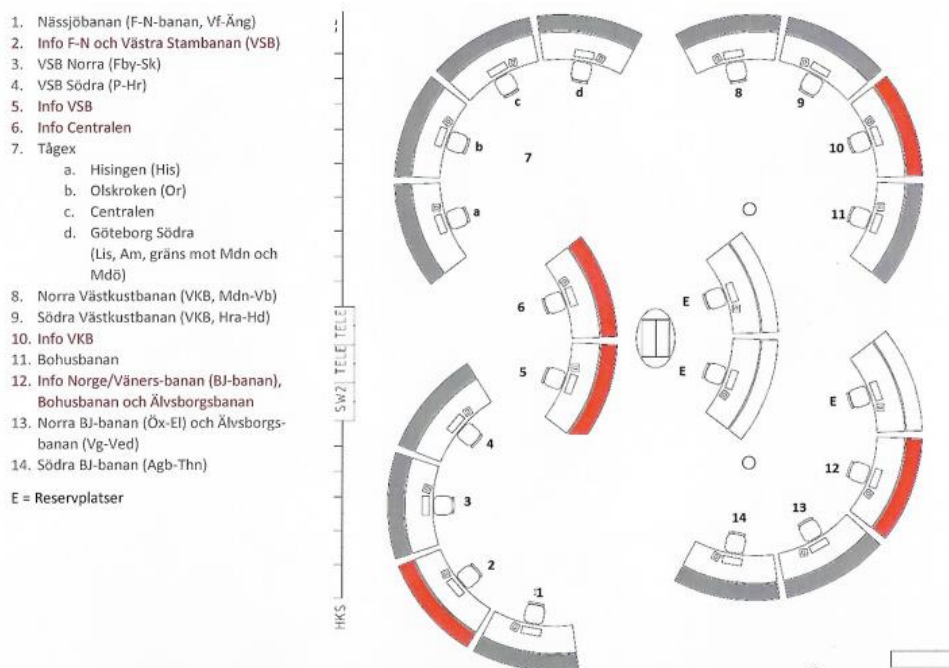 1. Nässjöbanan (F-N-banan, Vf-Äng)
2. Info F-N och Västra Stambanan (VSB)
3. VSB Norra (Fby-Sk)
4. VSB Södra (P-Hr)
5. Info VSB
6. Info Centralen
7. Tågex
a. Hisingen (His)
b. Olskroken (Or)
c. Centralen
d. Göteborg Södra
(Lis, Am, gräns mot Mdn och
Mdö)
8. Norra Västkustbanan (VKB, Mdn-Vb)
9. Södra Västkustbanan (VKB, Hra-Hd)
10. Info VKB
11. Bohusbanan
12. Info Norge/Väners-banan (BJ-banan),
Bohusbanan och Älvsborgsbanan
13. Norra BJ-banan (Öx-El) och Älvsborgs-
banan (Vg-Ved)
14. Södra BJ-banan (Agb-Thn)
E = Reservplatser
TELE
TELE
SW2
HKS
c
d
b
7
a
8
9
10
11
6
5
E
E
E
4
3
2
:1
12
13
14